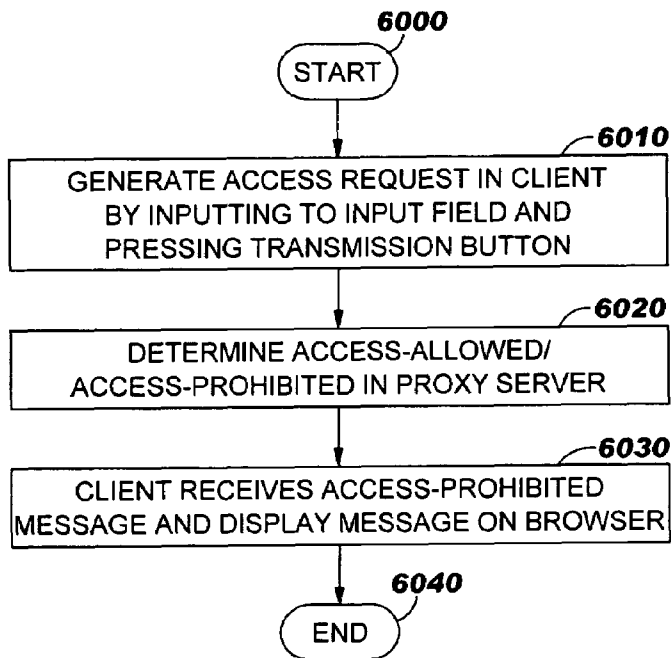 6000
START
6010
GENERATE ACCESS REQUEST IN CLIENT
BY INPUTTING TO INPUT FIELD AND
PRESSING TRANSMISSION BUTTON
6020
DETERMINE ACCESS-ALLOWED/
ACCESS-PROHIBITED IN PROXY SERVER
6030
CLIENT RECEIVES ACCESS-PROHIBITED
MESSAGE AND DISPLAY MESSAGE ON BROWSER
6040
END